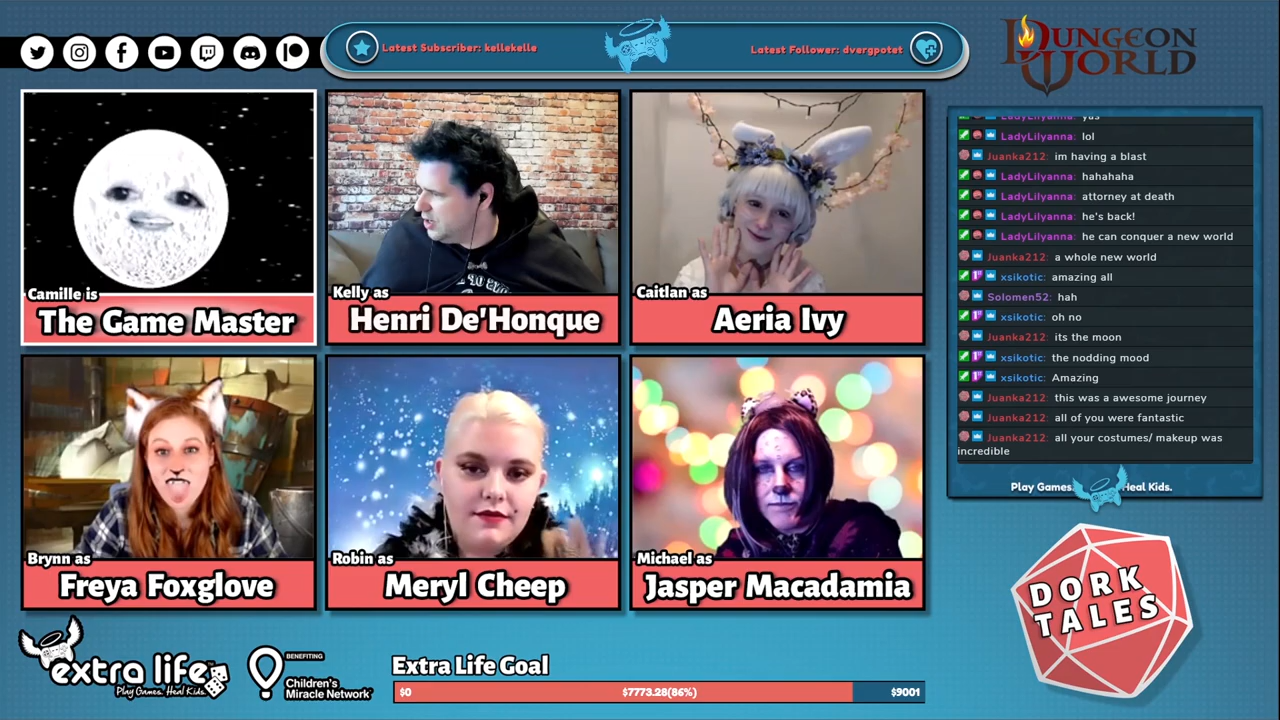 Latest Subscriber: kellekelle
Latest Follower: dvergpotet
DUNGEON
WORLD
Camille is
The Game Master
Kelly as
Henri De'Honque
Caitlan as
Aeria Ivy
Brynn as
Freya Foxglove
Robin as
Meryl Cheep
Michael as
Jasper Macadamia
LadyLilyanna: yas
LadyLilyanna: lol
Juanka212: im having a blast
LadyLilyanna: hahahaha
LadyLilyanna: attorney at death
LadyLilyanna: he's back!
LadyLilyanna: he can conquer a new world
Juanka212: a whole new world
xsikotic: amazing all
Solomen52: hah
xsikotic: oh no
Juanka212: its the moon
xsikotic: the nodding mood
xsikotic: Amazing
Juanka212: this was a awesome journey
Juanka212: all of you were fantastic
Juanka212: all your costumes/ makeup was
incredible
Play Games. Heal Kids.
DORK
TALES
extra life
Play Games. Heal Kids.
BENEFITING
Children's
Miracle Network
Extra Life Goal
$0 $7773.28(86%) $9001